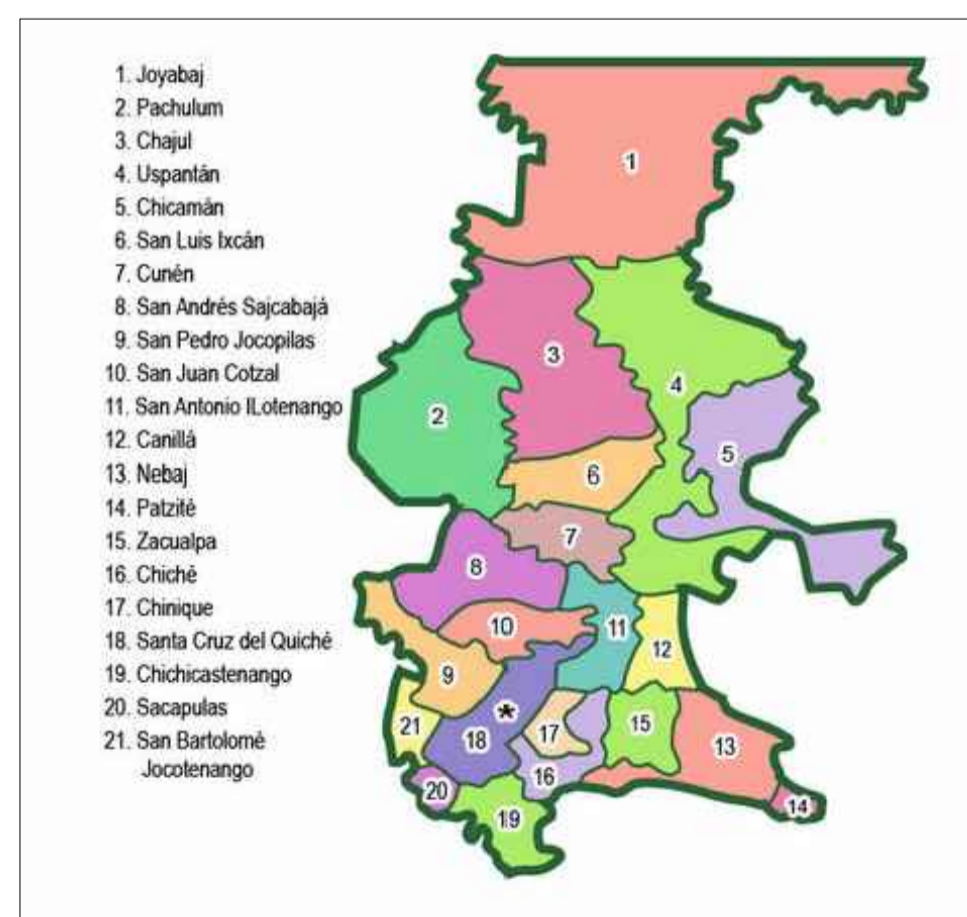 1. Joyabaj
2. Pachulum
3. Chajul
4. Uspantán
5. Chicamán
6. San Luis Ixcán
7. Cunén
8. San Andrés Sajcabajá
9. San Pedro Jocopilas
10. San Juan Cotzal
11. San Antonio ILotenango
12. Canillá
13. Nebaj
14. Patzité
15. Zacualpa
16. Chiché
17. Chinique
18. Santa Cruz del Quiché
19. Chichicastenango
20. Sacapulas
21. San Bartolomé
Jocotenango
1
2
3
4
5
6
7
8
9
10
11
12
*
21
18
17
15
13
16
20
19
14